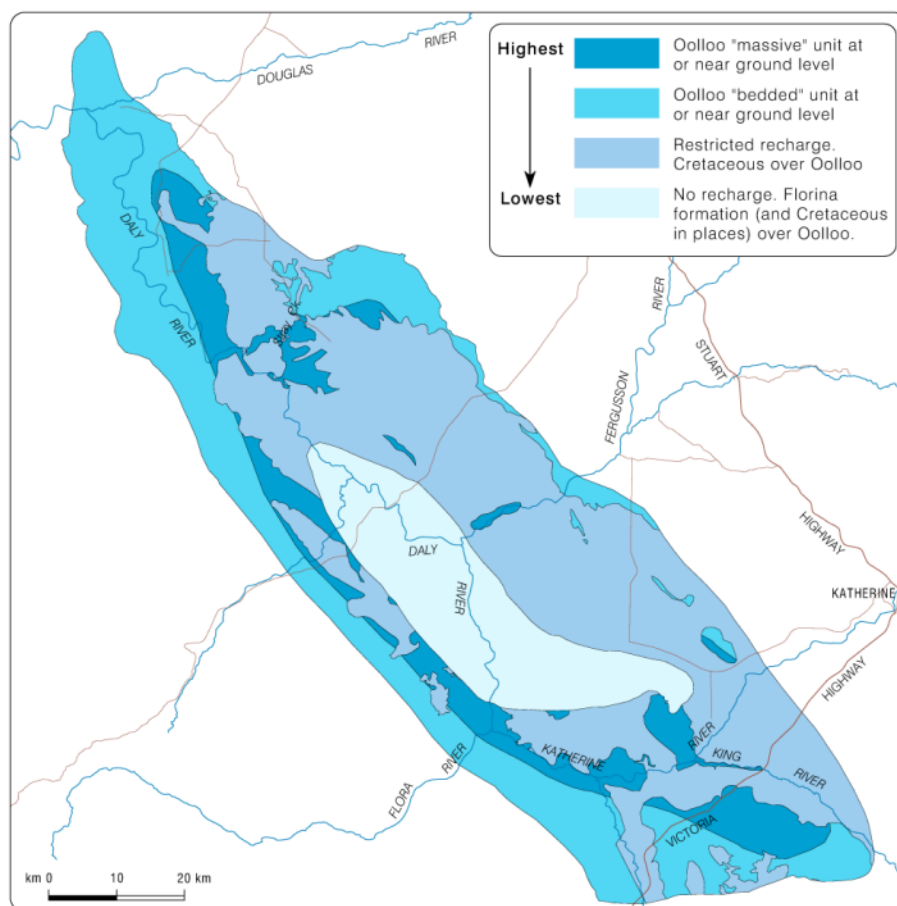 Highest
Lowest
Oolloo "massive" unit at
or near ground level
Oolloo "bedded" unit at
or near ground level
Restricted recharge.
Cretaceous over Oolloo
No recharge. Florina
formation (and Cretaceous
in places) over Oolloo.
RIVER
DOUGLAS
DALY
RIVER
RIVER
STUART
FERGUSSON
HIGHWAY
DALY
RIVER
KATHERINE
HIGHWAY
RIVER
KATHERINE
KING
RIVER
RIVER
FLORA
VICTORIA
km 0 10 20 km